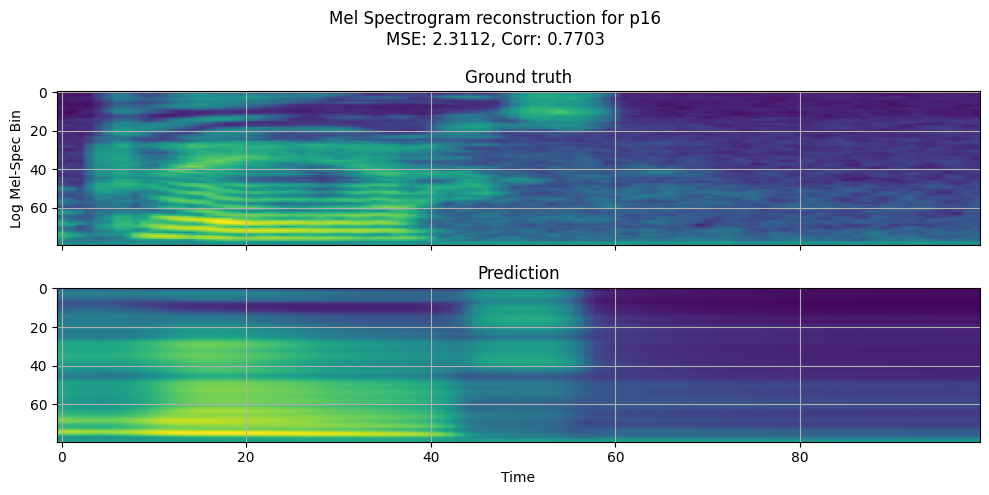 Mel Spectrogram reconstruction for p16
MSE: 2.3112, Corr: 0.7703
Ground truth
Log Mel-Spec Bin
0
20
40
60
Prediction
0
20
40
60
0 20 40 60 80
Time